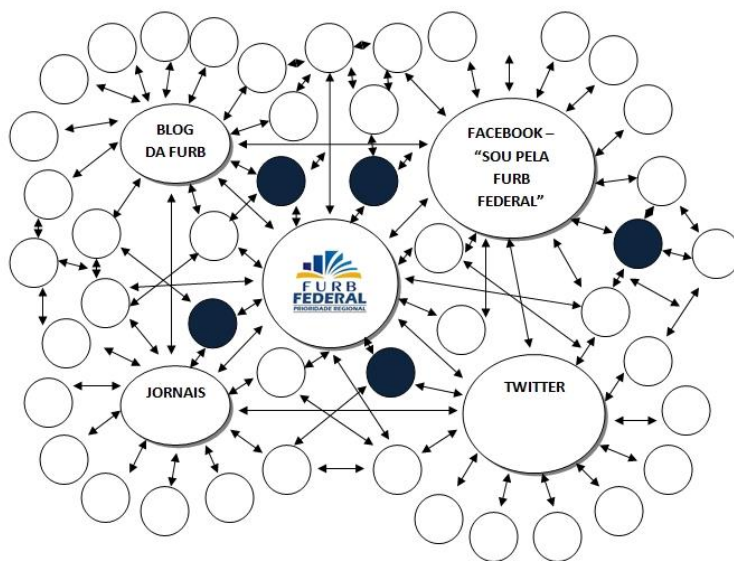 BLOG
DA FURB
FACEBOOK –
“SOU PELA
FURB
FEDERAL”
FURB
FEDERAL
PRIORIDADE REGIONAL
JORNAIS
TWITTER